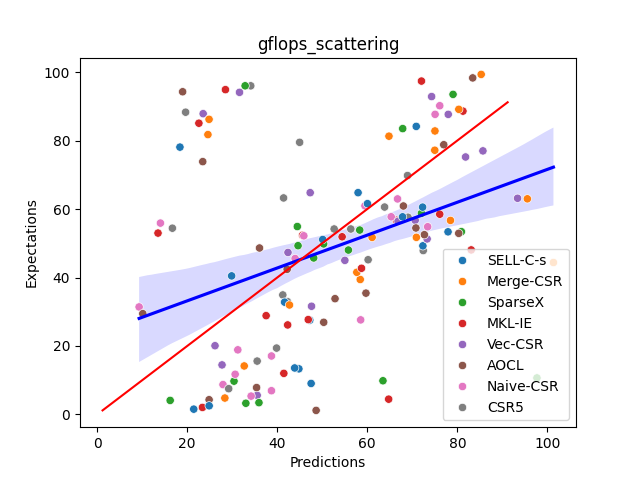 gflops_scattering
100
80
60
40
20
0
Expectations
0 20 40 60 80 100
Predictions
SELL-C-s
Merge-CSR
SparseX
MKL-IE
Vec-CSR
AOCL
Naive-CSR
CSR5